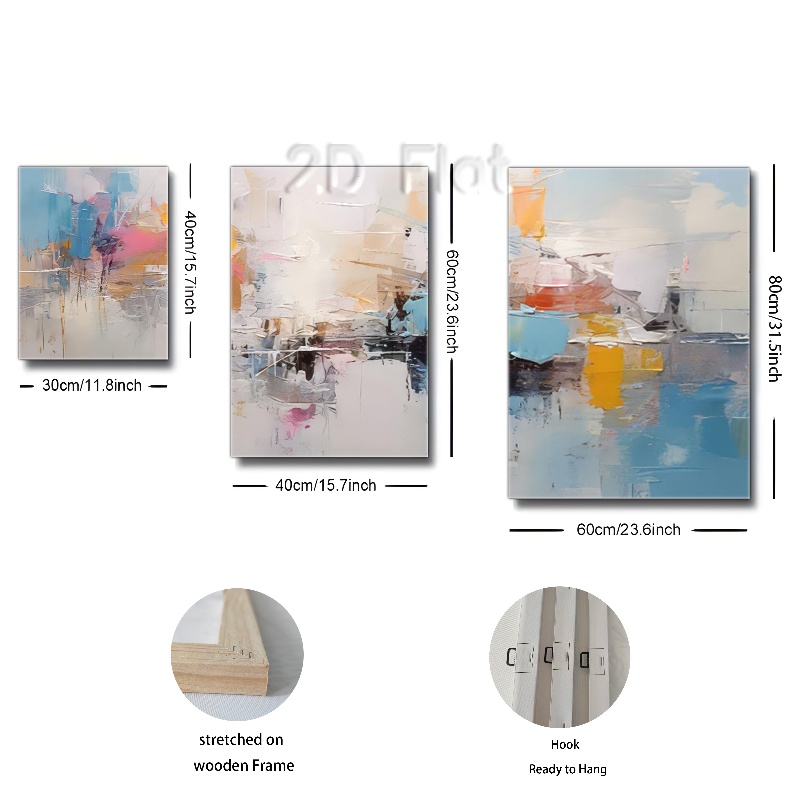 2D Flat
40cm/15.7inch
30cm/11.8inch
60cm/23.6inch
40cm/15.7inch
80cm/31.5inch
60cm/23.6inch
stretched on
wooden Frame
Hook
Ready to Hang